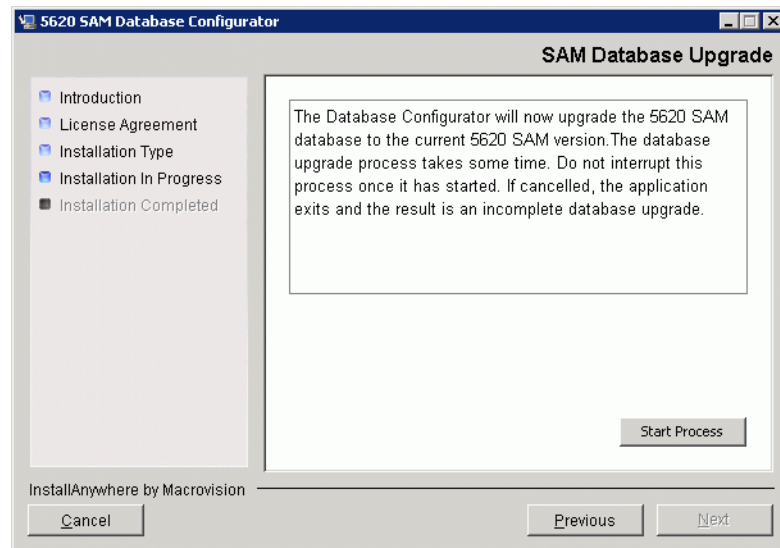 5620 SAM Database Configurator
SAM Database Upgrade
Introduction
License Agreement
Installation Type
Installation In Progress
Installation Completed
The Database Configurator will now upgrade the 5620 SAM
database to the current 5620 SAM version.The database
upgrade process takes some time. Do not interrupt this
process once it has started. If cancelled, the application
exits and the result is an incomplete database upgrade.
Start Process
InstallAnywhere by Macrovision
Cancel
Previous
Next